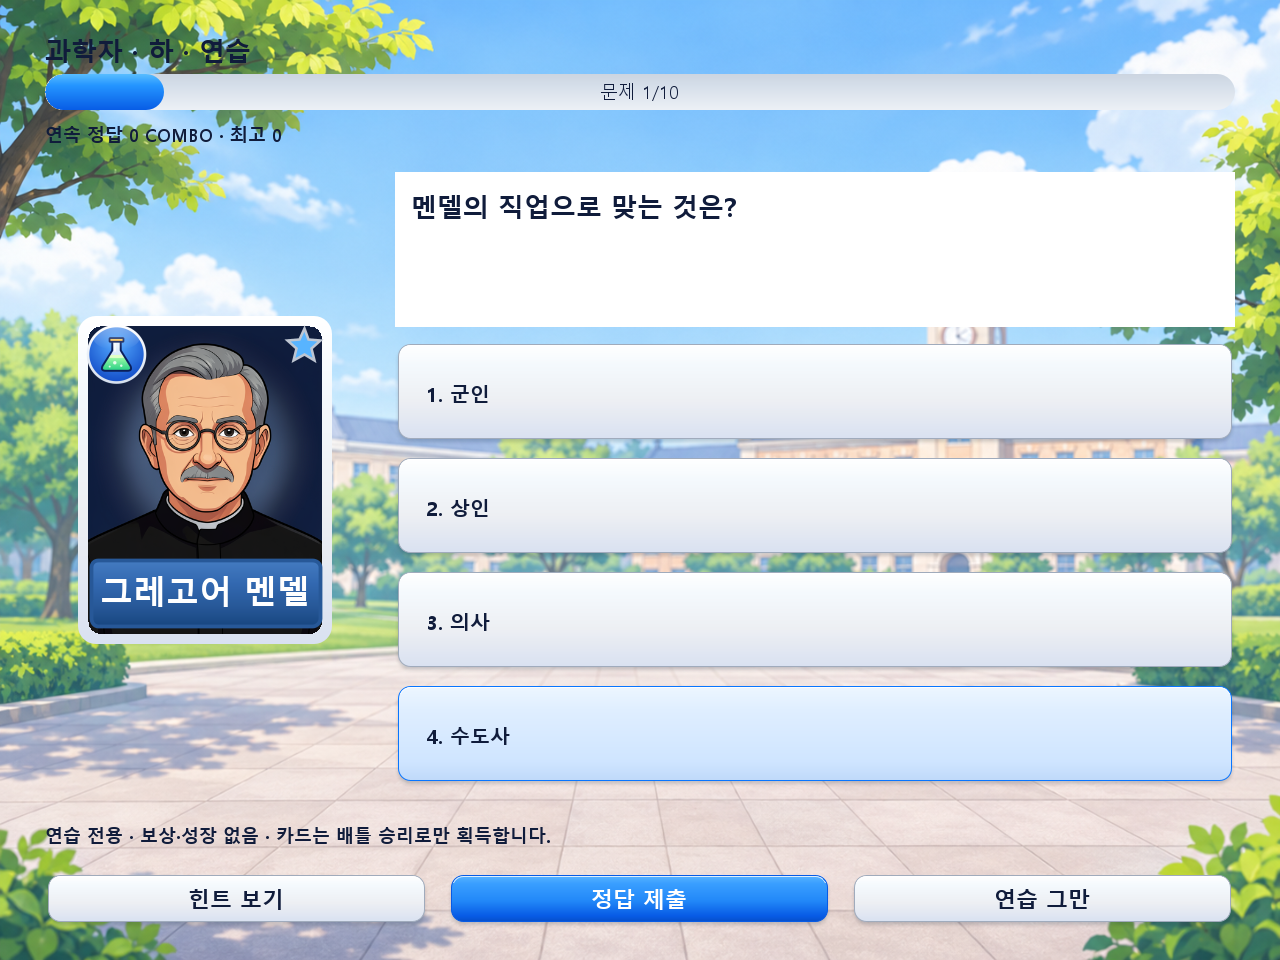 과학자 · 하 · 연습
문제 1/10
연속 정답 0 COMBO · 최고 0
멘델의 직업으로 맞는 것은?
그레고어 멘델
1. 군인
2. 상인
3. 의사
4. 수도사
연습 전용 · 보상·성장 없음 · 카드는 배틀 승리로만 획득합니다.
힌트 보기
정답 제출
연습 그만